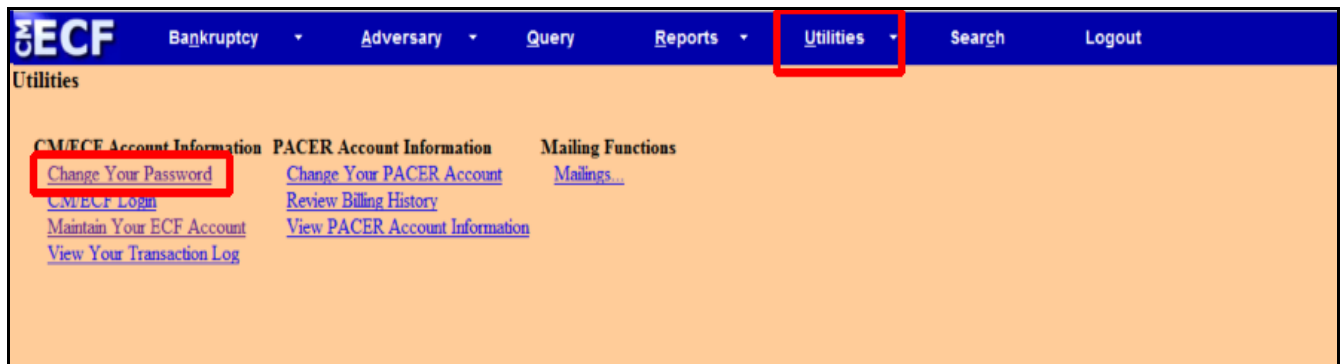 CM ECF Bankruptcy Adversary Query Reports Utilities Search Logout
Utilities
CM/ECF Account Information PACER Account Information Mailing Functions
Change Your Password Change Your PACER Account Mailings...
CM/ECF Login Review Billing History
Maintain Your ECF Account View PACER Account Information
View Your Transaction Log